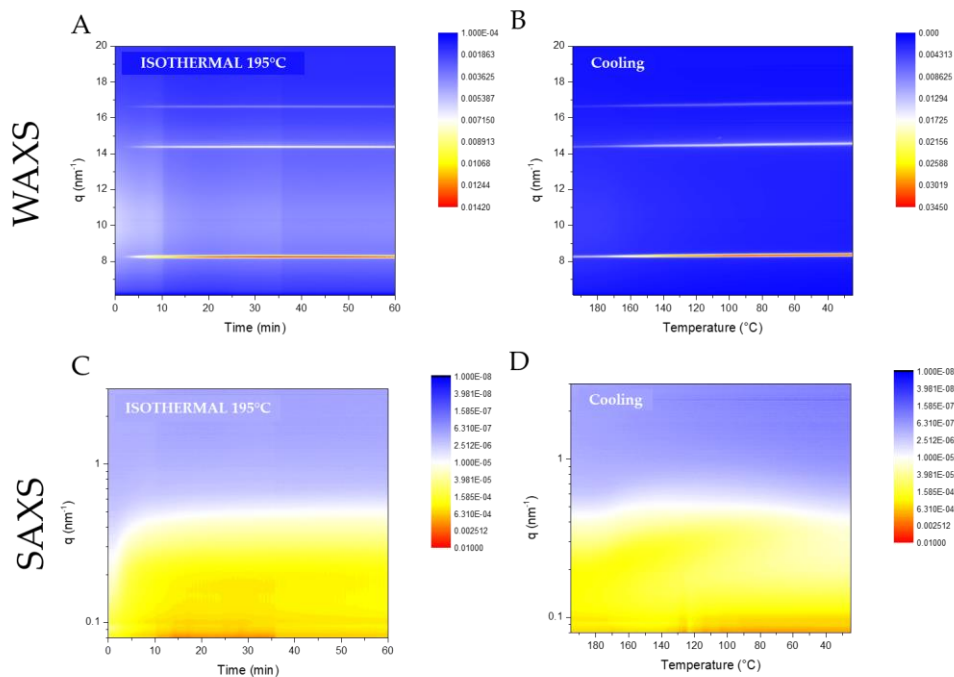 WAXS
A
ISOTHERMAL 195°C
20
18
16
14
12
10
8
q (nm⁻¹)
0 10 20 30 40 50 60
Time (min)
1.000E-04
0.001863
0.003625
0.005387
0.007150
0.008913
0.01068
0.01244
0.01420
B
Cooling
20
18
16
14
12
10
8
q (nm⁻¹)
180 160 140 120 100 80 60 40
Temperature (°C)
0.000
0.004313
0.008625
0.01294
0.01725
0.02156
0.02588
0.03019
0.03450
SAXS
C
ISOTHERMAL 195°C
1
0.1
q (nm⁻¹)
0 10 20 30 40 50 60
Time (min)
1.000E-08
3.981E-08
1.585E-07
6.310E-07
2.512E-06
1.000E-05
3.981E-05
1.585E-04
6.310E-04
0.002512
0.01000
D
Cooling
1
0.1
q (nm⁻¹)
180 160 140 120 100 80 60 40
Temperature (°C)
1.000E-08
3.981E-08
1.585E-07
6.310E-07
2.512E-06
1.000E-05
3.981E-05
1.585E-04
6.310E-04
0.002512
0.01000